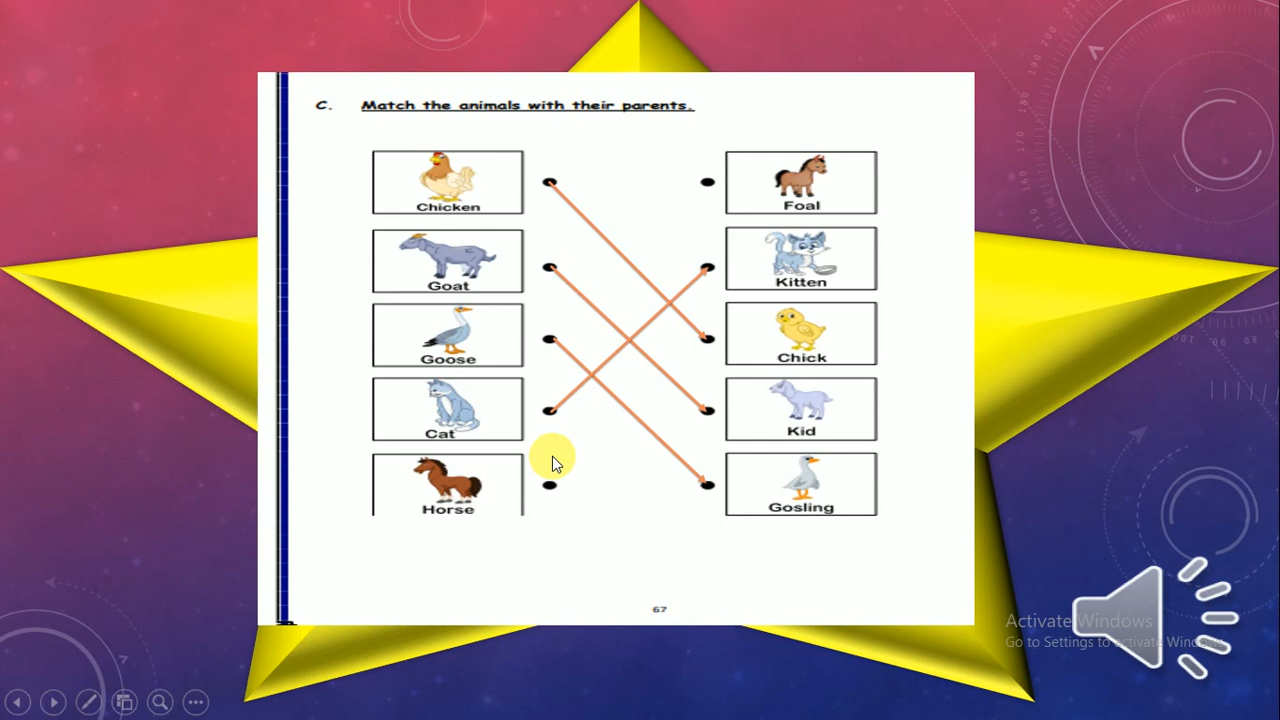 C. Match the animals with their parents.
Chicken
Foal
Goat
Kitten
Goose
Chick
Cat
Kid
Horse
Gosling
67
Activate Windows
Go to Settings to activate Windows.